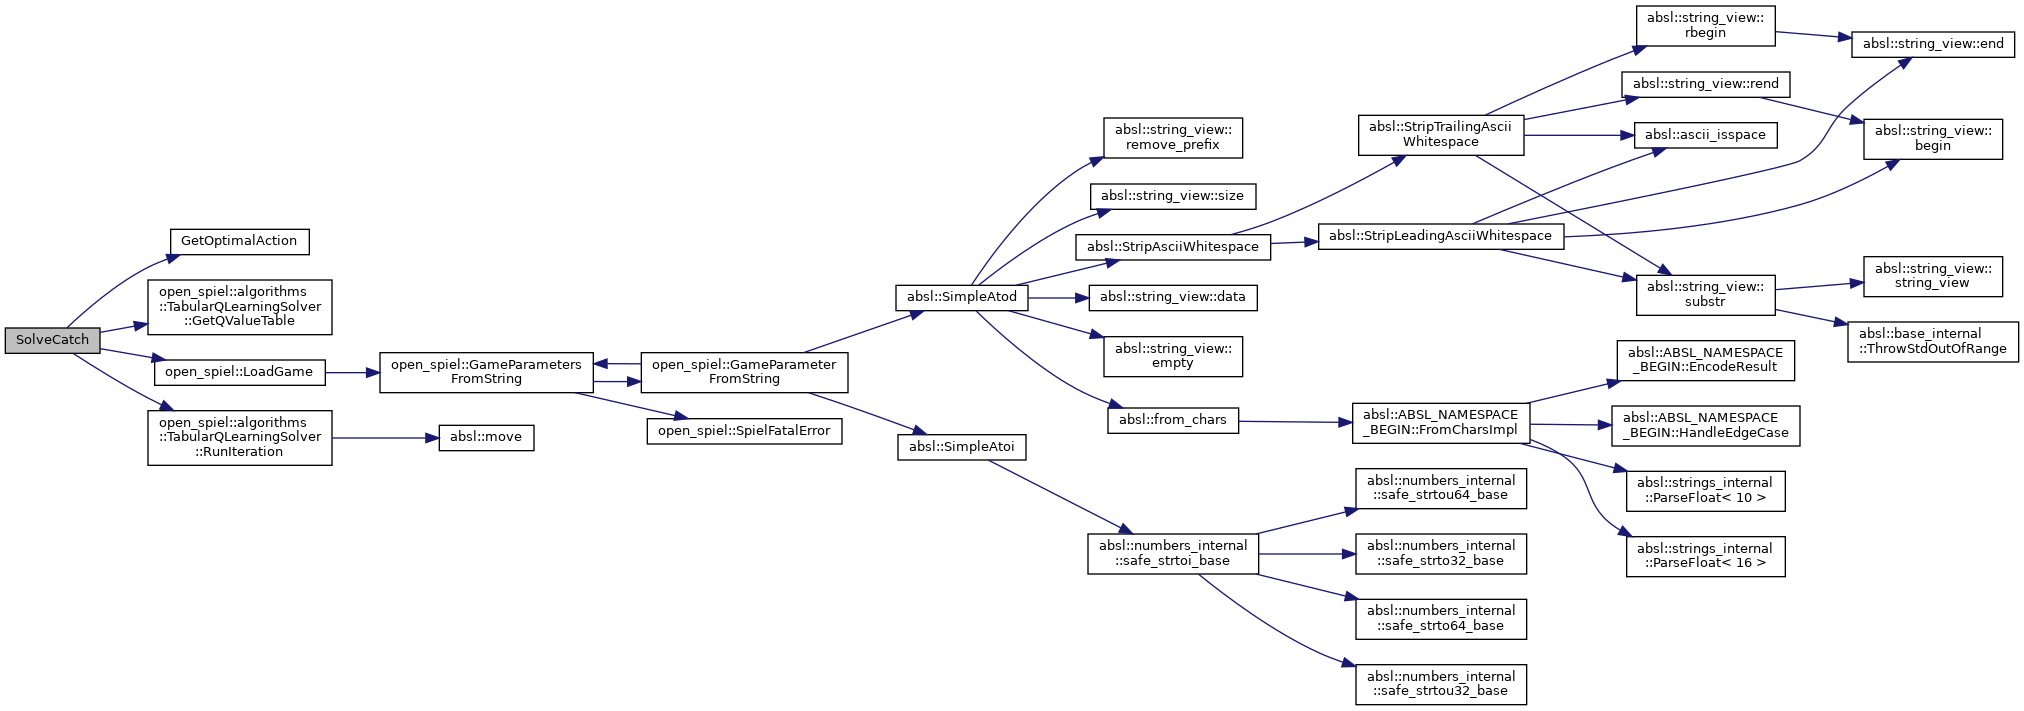 SolveCatch
GetOptimalAction
open_spiel::algorithms
::TabularQLearningSolver
::GetQValueTable
open_spiel::LoadGame
open_spiel::algorithms
::TabularQLearningSolver
::RunIteration
absl::move
open_spiel::GameParameters
FromString
open_spiel::GameParameter
FromString
open_spiel::SpielFatalError
absl::SimpleAtod
absl::SimpleAtoi
absl::string_view::
remove_prefix
absl::string_view::size
absl::StripAsciiWhitespace
absl::string_view::data
absl::string_view::
empty
absl::from_chars
absl::numbers_internal
::safe_strtoi_base
absl::StripTrailingAscii
Whitespace
absl::StripLeadingAsciiWhitespace
absl::ABSL_NAMESPACE
_BEGIN::FromCharsImpl
absl::numbers_internal
::safe_strtou64_base
absl::numbers_internal
::safe_strto32_base
absl::numbers_internal
::safe_strto64_base
absl::numbers_internal
::safe_strtou32_base
absl::string_view::
rbegin
absl::string_view::rend
absl::ascii_isspace
absl::string_view::
substr
absl::ABSL_NAMESPACE
_BEGIN::EncodeResult
absl::ABSL_NAMESPACE
_BEGIN::HandleEdgeCase
absl::strings_internal
::ParseFloat< 10 >
absl::strings_internal
::ParseFloat< 16 >
absl::string_view::end
absl::string_view::
begin
absl::string_view::
string_view
absl::base_internal
::ThrowStdOutOfRange